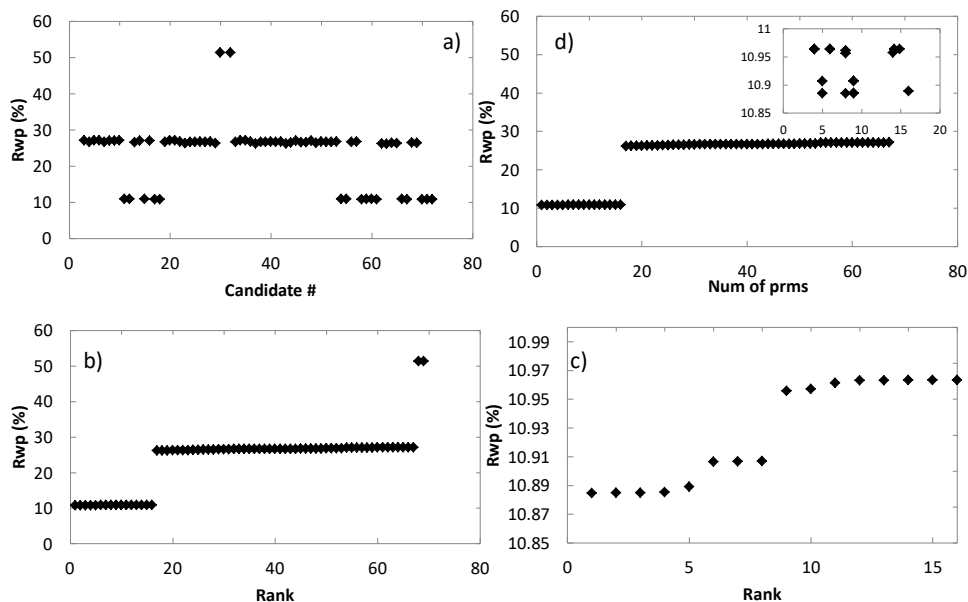 a)
60
50
40
30
20
10
0
Rwp (%)
0 20 40 60 80
Candidate #
d)
60
50
40
30
20
10
0
Rwp (%)
0 20 40 60 80
Num of prms
11
10.95
10.9
10.85
0 5 10 15 20
b)
60
50
40
30
20
10
0
Rwp (%)
0 20 40 60 80
Rank
c)
10.99
10.97
10.95
10.93
10.91
10.89
10.87
10.85
Rwp (%)
0 5 10 15
Rank